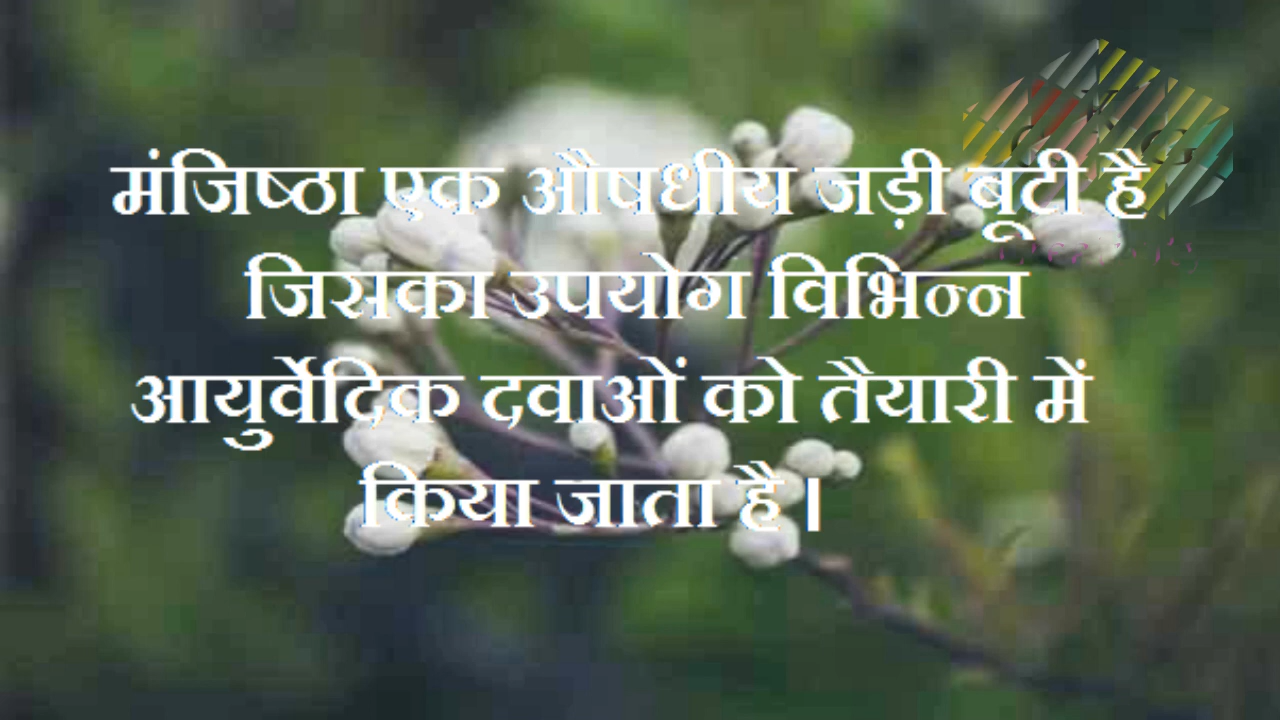 मंजिष्ठा एक औषधीय जड़ी बूटी है
जिसका उपयोग विभिन्न
आयुर्वेदिक दवाओं को तैयारी में
किया जाता है।